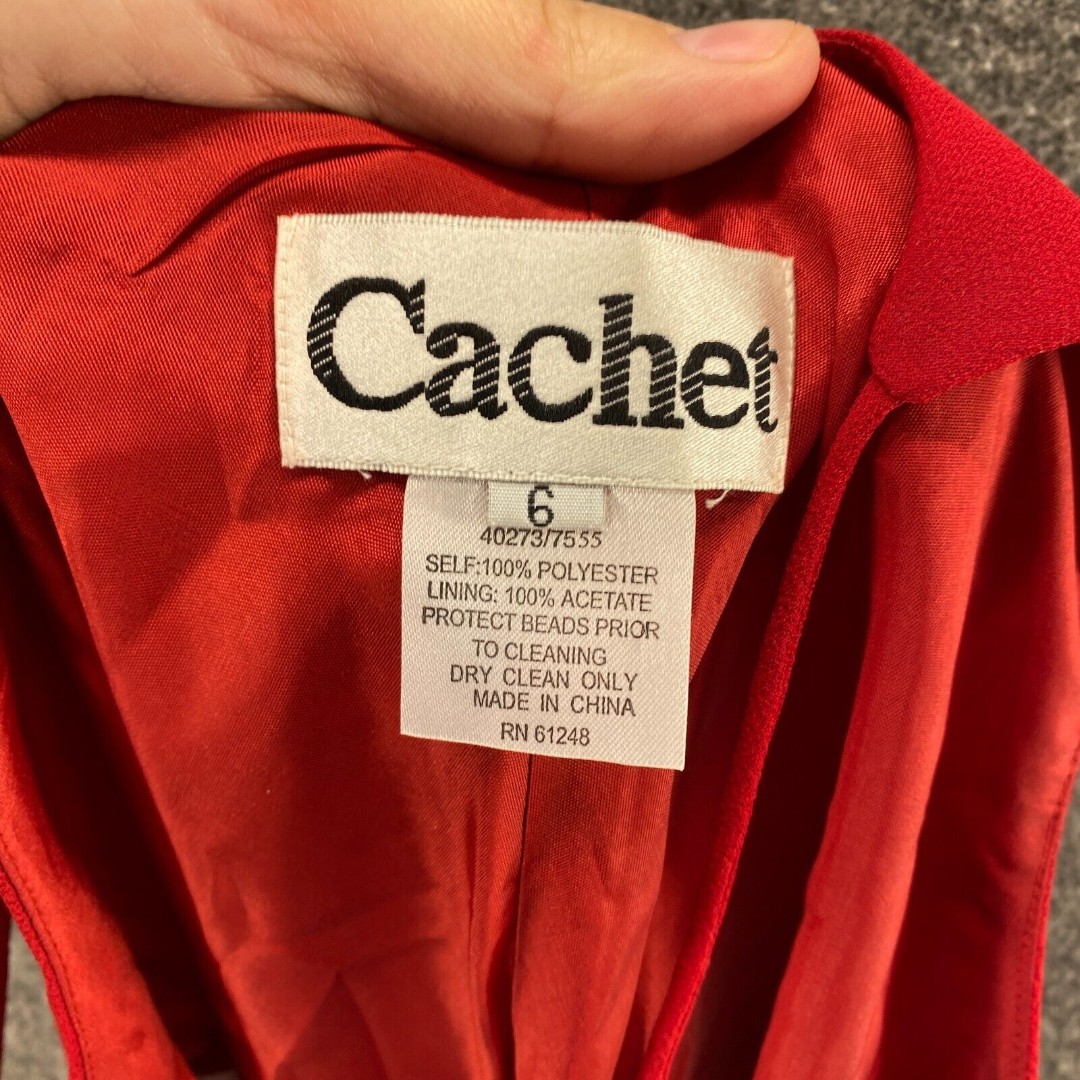 Cachet
6
40273/7555
SELF:100% POLYESTER
LINING: 100% ACETATE
PROTECT BEADS PRIOR
TO CLEANING
DRY CLEAN ONLY
MADE IN CHINA
RN 61248